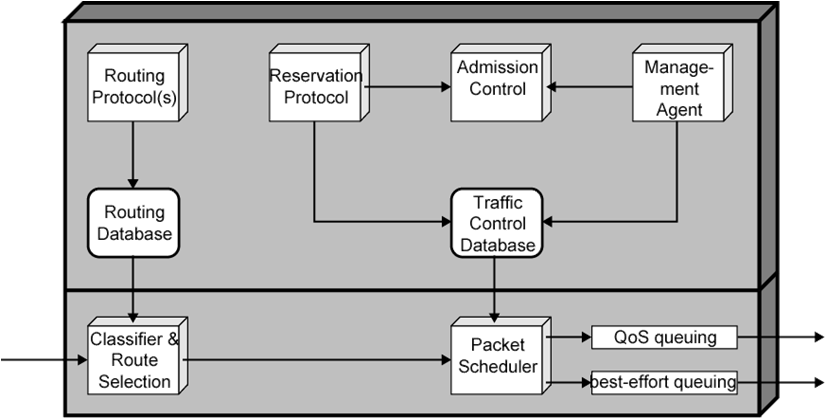 Routing
Protocol(s)
Reservation
Protocol
Admission
Control
Manage-
ment
Agent
Routing
Database
Traffic
Control
Database
Classifier &
Route
Selection
Packet
Scheduler
QoS queuing
best-effort queuing